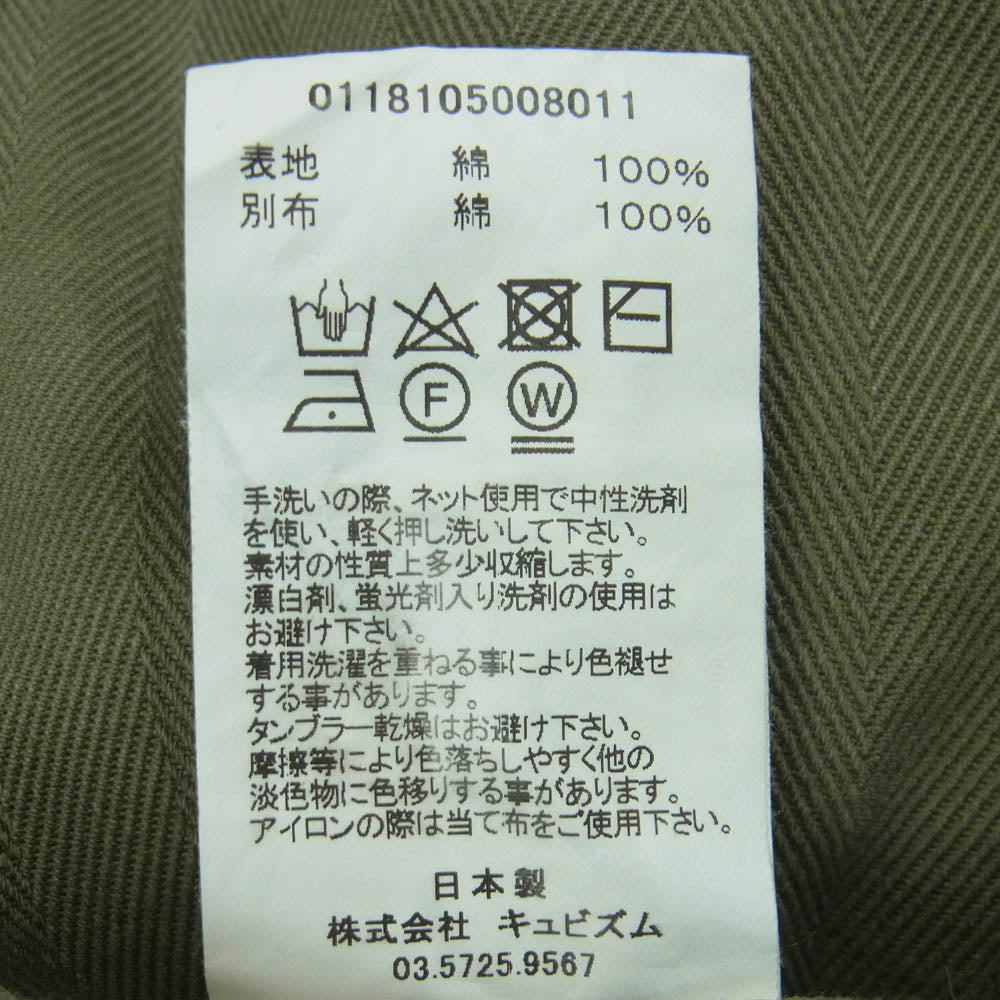 0118105008011
表地 綿 100%
別布 綿 100%
F W
手洗いの際、ネット使用で中性洗剤
を使い、軽く押し洗いして下さい。
素材の性質上多少収縮します。
漂白剤、蛍光剤入り洗剤の使用は
お避け下さい。
着用洗濯を重ねる事により色褪せ
する事があります。
タンブラー乾燥はお避け下さい。
摩擦等により色落ちしやすく他の
淡色物に色移りする事があります。
アイロンの際は当て布をご使用下さい。
日本製
株式会社 キュビズム
03.5725.9567